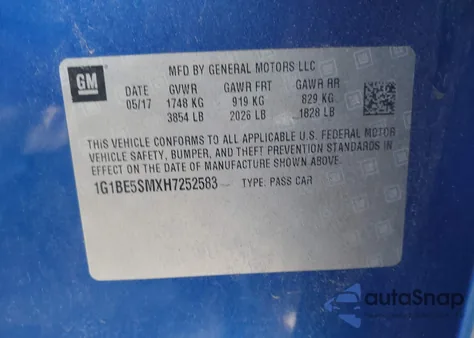 GM
MFD BY GENERAL MOTORS LLC
DATE GVWR GAWR FRT GAWR RR
05/17 1748 KG 919 KG 829 KG
3854 LB 2026 LB 1828 LB
THIS VEHICLE CONFORMS TO ALL APPLICABLE U.S. FEDERAL MOTOR
VEHICLE SAFETY, BUMPER, AND THEFT PREVENTION STANDARDS IN
EFFECT ON THE DATE OF MANUFACTURE SHOWN ABOVE.
1G1BE5SMXH7252583 TYPE: PASS CAR
autoSnap